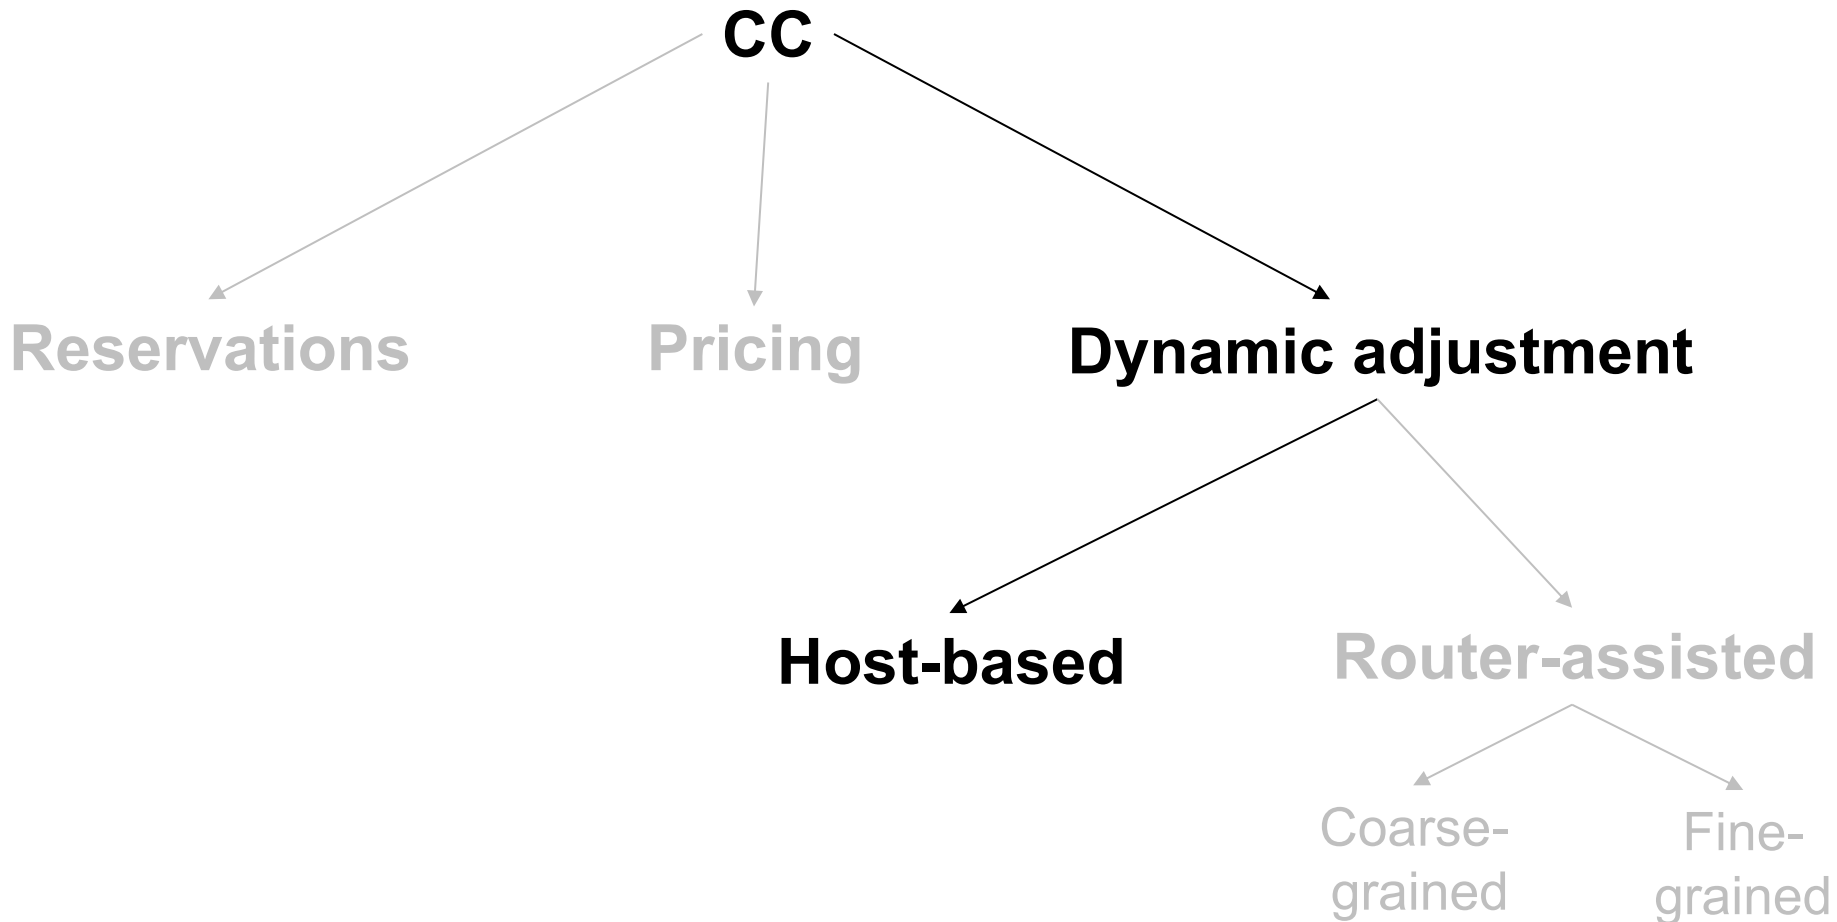 CC
Reservations
Pricing
Dynamic adjustment
Host-based
Router-assisted
Coarse-
grained
Fine-
grained